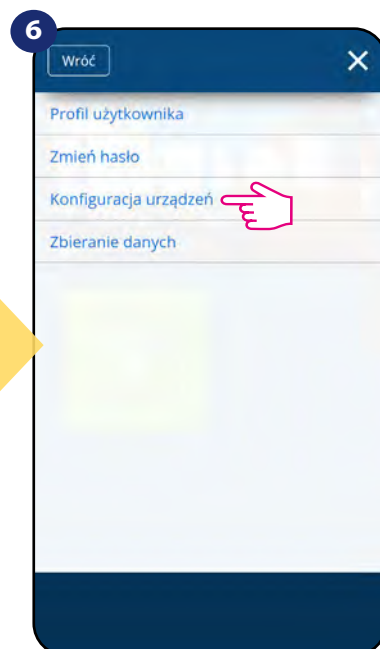 6
Wróć
Profil użytkownika
Zmień hasło
Konfiguracja urządzeń
Zbieranie danych